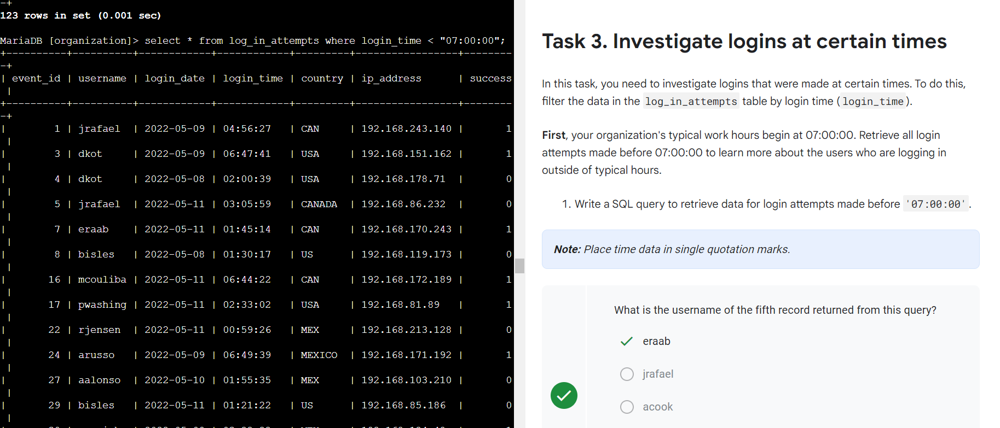 -+
123 rows in set (0.001 sec)
MariaDB [organization]> select * from log_in_attempts where login_time < "07:00:00";
+----------+----------+------------+------------+---------+-----------------+--------
-+
| event_id | username | login_date | login_time | country | ip_address      | success
 |
+----------+----------+------------+------------+---------+-----------------+--------
-+
|        1 | jrafael  | 2022-05-09 | 04:56:27   | CAN     | 192.168.243.140 |       1
 |
|        3 | dkot     | 2022-05-09 | 06:47:41   | USA     | 192.168.151.162 |       1
 |
|        4 | dkot     | 2022-05-08 | 02:00:39   | USA     | 192.168.178.71  |       0
 |
|        5 | jrafael  | 2022-05-11 | 03:05:59   | CANADA  | 192.168.86.232  |       0
 |
|        7 | eraab    | 2022-05-11 | 01:45:14   | CAN     | 192.168.170.243 |       1
 |
|        8 | bisles   | 2022-05-08 | 01:30:17   | US      | 192.168.119.173 |       0
 |
|       16 | mcouliba | 2022-05-11 | 06:44:22   | CAN     | 192.168.172.189 |       1
 |
|       17 | pwashing | 2022-05-11 | 02:33:02   | USA     | 192.168.81.89   |       1
 |
|       22 | rjensen  | 2022-05-11 | 00:59:26   | MEX     | 192.168.213.128 |       0
 |
|       24 | arusso   | 2022-05-09 | 06:49:39   | MEXICO  | 192.168.171.192 |       1
 |
|       27 | aalonso  | 2022-05-10 | 01:55:35   | MEX     | 192.168.103.210 |       0
 |
|       29 | bisles   | 2022-05-11 | 01:21:22   | US      | 192.168.85.186  |       0
 |
Task 3. Investigate logins at certain times
In this task, you need to investigate logins that were made at certain times. To do this,
filter the data in the log_in_attempts table by login time (login_time).
First, your organization's typical work hours begin at 07:00:00. Retrieve all login
attempts made before 07:00:00 to learn more about the users who are logging in
outside of typical hours.
1. Write a SQL query to retrieve data for login attempts made before '07:00:00'.
Note: Place time data in single quotation marks.
What is the username of the fifth record returned from this query?
eraab
jrafael
acook